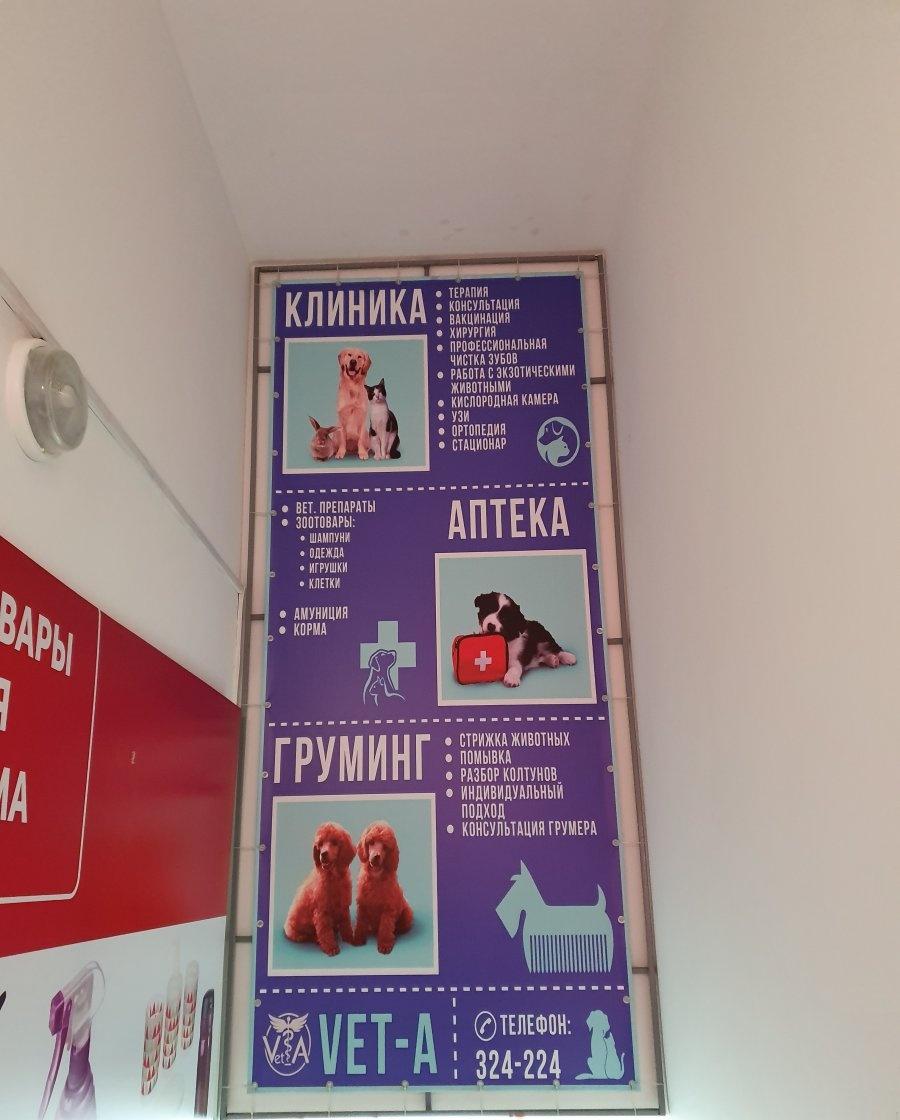 КЛИНИКА
• ТЕРАПИЯ
• КОНСУЛЬТАЦИЯ
• ВАКЦИНАЦИЯ
• ХИРУРГИЯ
• ПРОФЕССИОНАЛЬНАЯ
ЧИСТКА ЗУБОВ
• РАБОТА С ЭКЗОТИЧЕСКИМИ
ЖИВОТНЫМИ
• КИСЛОРОДНАЯ КАМЕРА
• УЗИ
• ОРТОПЕДИЯ
• СТАЦИОНАР
• ВЕТ. ПРЕПАРАТЫ
• ЗООТОВАРЫ:
• ШАМПУНИ
• ОДЕЖДА
• ИГРУШКИ
• КЛЕТКИ
• АМУНИЦИЯ
• КОРМА
АПТЕКА
ГРУМИНГ
• СТРИЖКА ЖИВОТНЫХ
• ПОМЫВКА
• РАЗБОР КОЛТУНОВ
• ИНДИВИДУАЛЬНЫЙ
ПОДХОД
• КОНСУЛЬТАЦИЯ ГРУМЕРА
Vet A
VET-A
ТЕЛЕФОН:
324-224
ВАРЫ
Я
МА